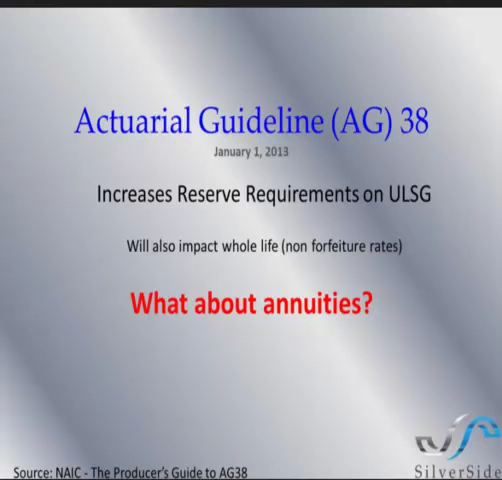 Actuarial Guideline (AG) 38
January 1, 2013
Increases Reserve Requirements on ULSG
Will also impact whole life (non forfeiture rates)
What about annuities?
Source: NAIC - The Producer's Guide to AG38
SilverSide